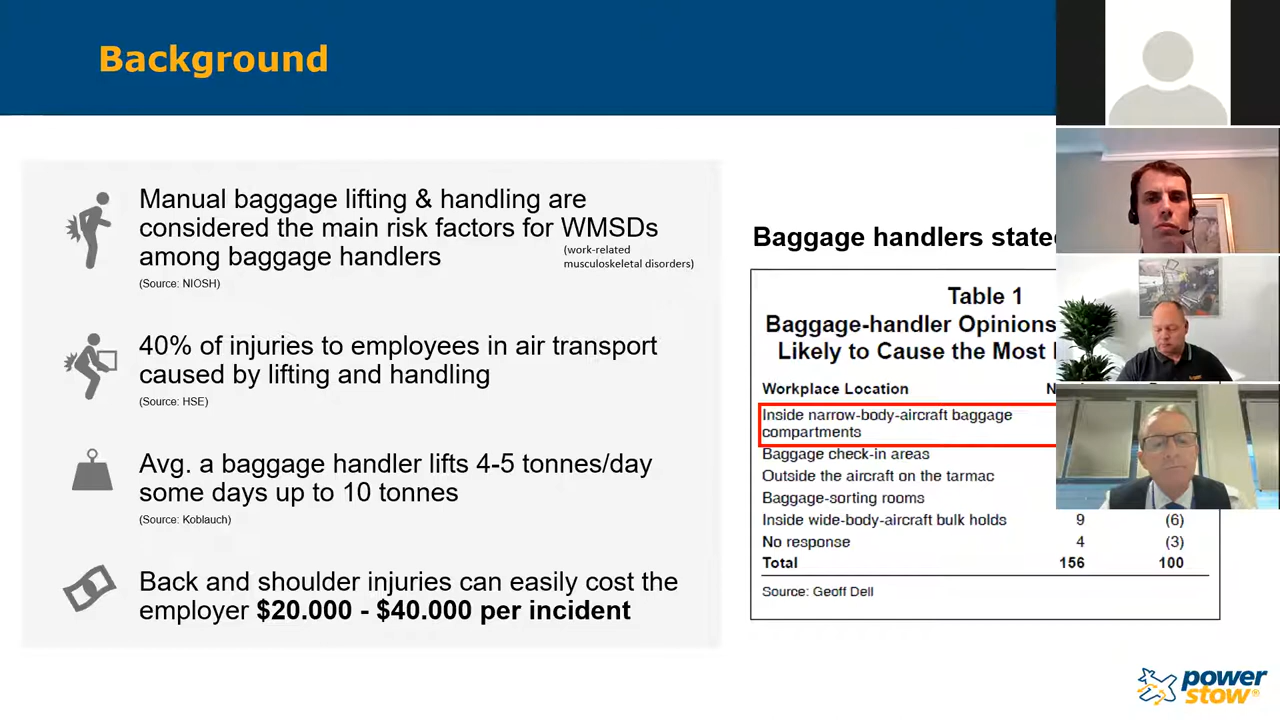 Background
Manual baggage lifting & handling are
considered the main risk factors for WMSDs
among baggage handlers
(work-related
musculoskeletal disorders)
(Source: NIOSH)
40% of injuries to employees in air transport
caused by lifting and handling
(Source: HSE)
Avg. a baggage handler lifts 4-5 tonnes/day
some days up to 10 tonnes
(Source: Koblauch)
Back and shoulder injuries can easily cost the
employer $20.000 - $40.000 per incident
Baggage handlers
Table 1
Baggage-handler Opinions
Likely to Cause the Most
Workplace Location
Inside narrow-body-aircraft baggage
compartments
Baggage check-in areas
Outside the aircraft on the tarmac
Baggage-sorting rooms
Inside wide-body-aircraft bulk holds 9 (6)
No response 4 (3)
Total 156 100
Source: Geoff Dell
power
stow®